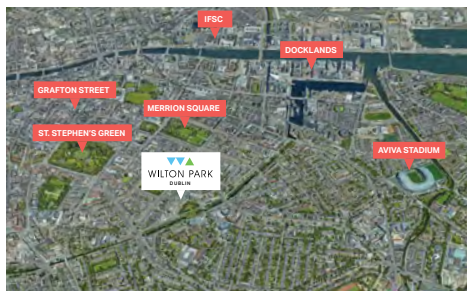 IFSC
DOCKLANDS
GRAFTON STREET
MERRION SQUARE
ST. STEPHEN'S GREEN
AVIVA STADIUM
WILTON PARK
DUBLIN